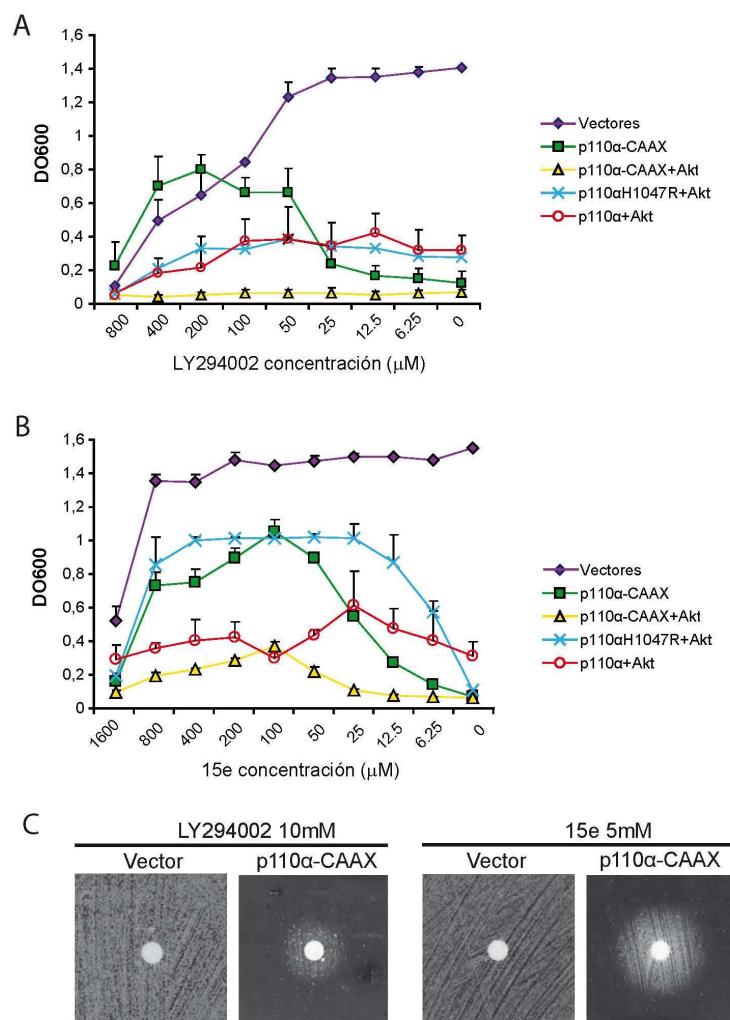 A
DO600
1,6
1,4
1,2
1
0,8
0,6
0,4
0,2
0
800
400
200
100
50
25
12.5
6.25
0
LY294002 concentración (µM)
Vectores
p110α-CAAX
p110α-CAAX+Akt
p110αH1047R+Akt
p110α+Akt
B
DO600
1,6
1,4
1,2
1
0,8
0,6
0,4
0,2
0
1600
800
400
200
100
50
25
12.5
6.25
0
15e concentración (µM)
Vectores
p110α-CAAX
p110α-CAAX+Akt
p110αH1047R+Akt
p110α+Akt
C
LY294002 10mM
15e 5mM
Vector
p110α-CAAX
Vector
p110α-CAAX